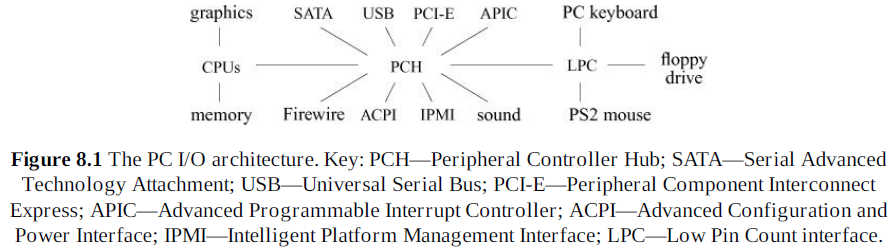 graphics SATA USB PCI-E APIC PC keyboard
CPUs PCH LPC floppy drive
memory Firewire ACPI IPMI sound PS2 mouse
Figure 8.1 The PC I/O architecture. Key: PCH—Peripheral Controller Hub; SATA—Serial Advanced
Technology Attachment; USB—Universal Serial Bus; PCI-E—Peripheral Component Interconnect
Express; APIC—Advanced Programmable Interrupt Controller; ACPI—Advanced Configuration and
Power Interface; IPMI—Intelligent Platform Management Interface; LPC—Low Pin Count interface.